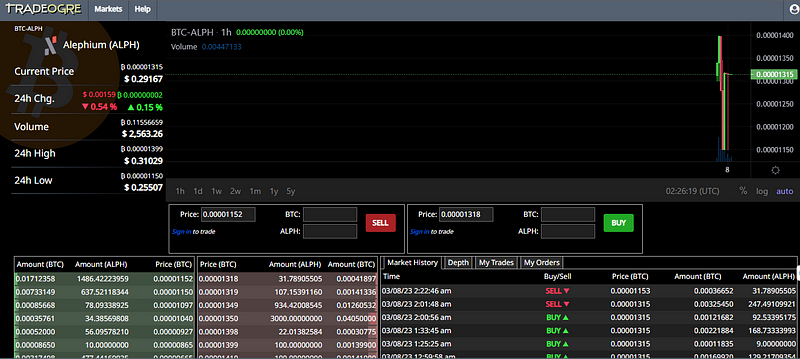 TRADEOGRE Markets Help
BTC-ALPH
Alephium (ALPH)
Current Price ₿ 0.00001315
$ 0.29167
24h Chg. $ 0.00159 ₿ 0.00000002
▼ 0.54 % ▲ 0.15 %
Volume ₿ 0.11556659
$ 2,563.26
24h High ₿ 0.00001399
$ 0.31029
24h Low ₿ 0.00001150
$ 0.25507
BTC-ALPH · 1h 0.00000000 (0.00%)
Volume 0.00447133
0.00001400
0.00001350
0.00001315
0.00001300
0.00001250
0.00001200
0.00001150
8
1h 1d 1w 2w 1m 1y 5y 02:26:19 (UTC) % log auto
Price: 0.00001152 BTC: SELL
Sign in to trade ALPH:
Price: 0.00001318 BTC: BUY
Sign in to trade ALPH:
Amount (BTC) Amount (ALPH) Price (BTC)
0.01712358 1486.42223959 0.00001152
0.00733149 637.52118344 0.00001150
0.00085668 78.09338925 0.00001097
0.00035761 34.38569808 0.00001040
0.00052000 56.09578210 0.00000927
0.00008650 10.00000000 0.00000865
Price (BTC) Amount (ALPH) Amount (BTC)
0.00001318 31.78905505 0.00041897
0.00001319 107.15391160 0.00141336
0.00001349 934.42008545 0.01260532
0.00001350 3000.00000000 0.04050000
0.00001398 22.01382584 0.00030775
0.00001399 100.00000000 0.00139900
Market History Depth My Trades My Orders
Time Buy/Sell Price (BTC) Amount (BTC) Amount (ALPH)
03/08/23 2:22:46 am SELL ▼ 0.00001153 0.00036652 31.78905505
03/08/23 2:01:48 am SELL ▼ 0.00001315 0.00325450 247.49109921
03/08/23 2:00:56 am BUY ▲ 0.00001315 0.00121682 92.53395175
03/08/23 1:33:45 am BUY ▲ 0.00001315 0.00221884 168.73333993
03/08/23 1:25:25 am BUY ▲ 0.00001315 0.00011835 9.00000000
03/08/23 12:59:58 am BUY ▲ 0.00001315